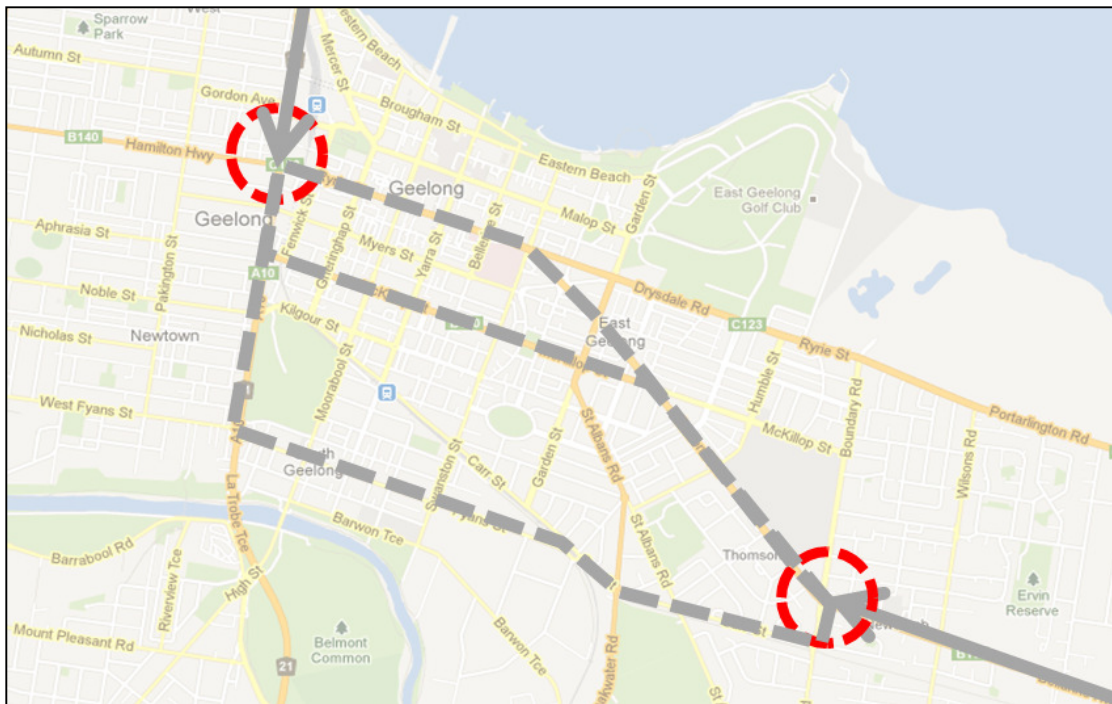 West
Sparrow
Park
Western Beach
Mercer St
Autumn St
Gordon Ave
Brougham St
B140
Hamilton Hwy
Eastern Beach
Geelong
East Geelong
Golf Club
Garden St
Malop St
Geelong
Fenwick St
Gheringhap St
Yarra St
Bellerine St
Myers St
Aphrasia St
Pakington St
A10
Noble St
Kilgour St
Drysdale Rd
C123
East
Geelong
Nicholas St
Newtown
Ryrie St
Moorabool St
Humble St
Boundary Rd
Portarlington Rd
West Fyans St
St Albans Rd
McKillop St
Wilsons Rd
Geelong
Carr St
Swanston St
Garden St
La Trobe Tce
Barwon Tce
Fyans St
St Albans Rd
Barrabool Rd
Riverview Tce
High St
Thomson
Ervin
Reserve
Mount Pleasant Rd
Belmont
Common
21
Barwon Tce
St